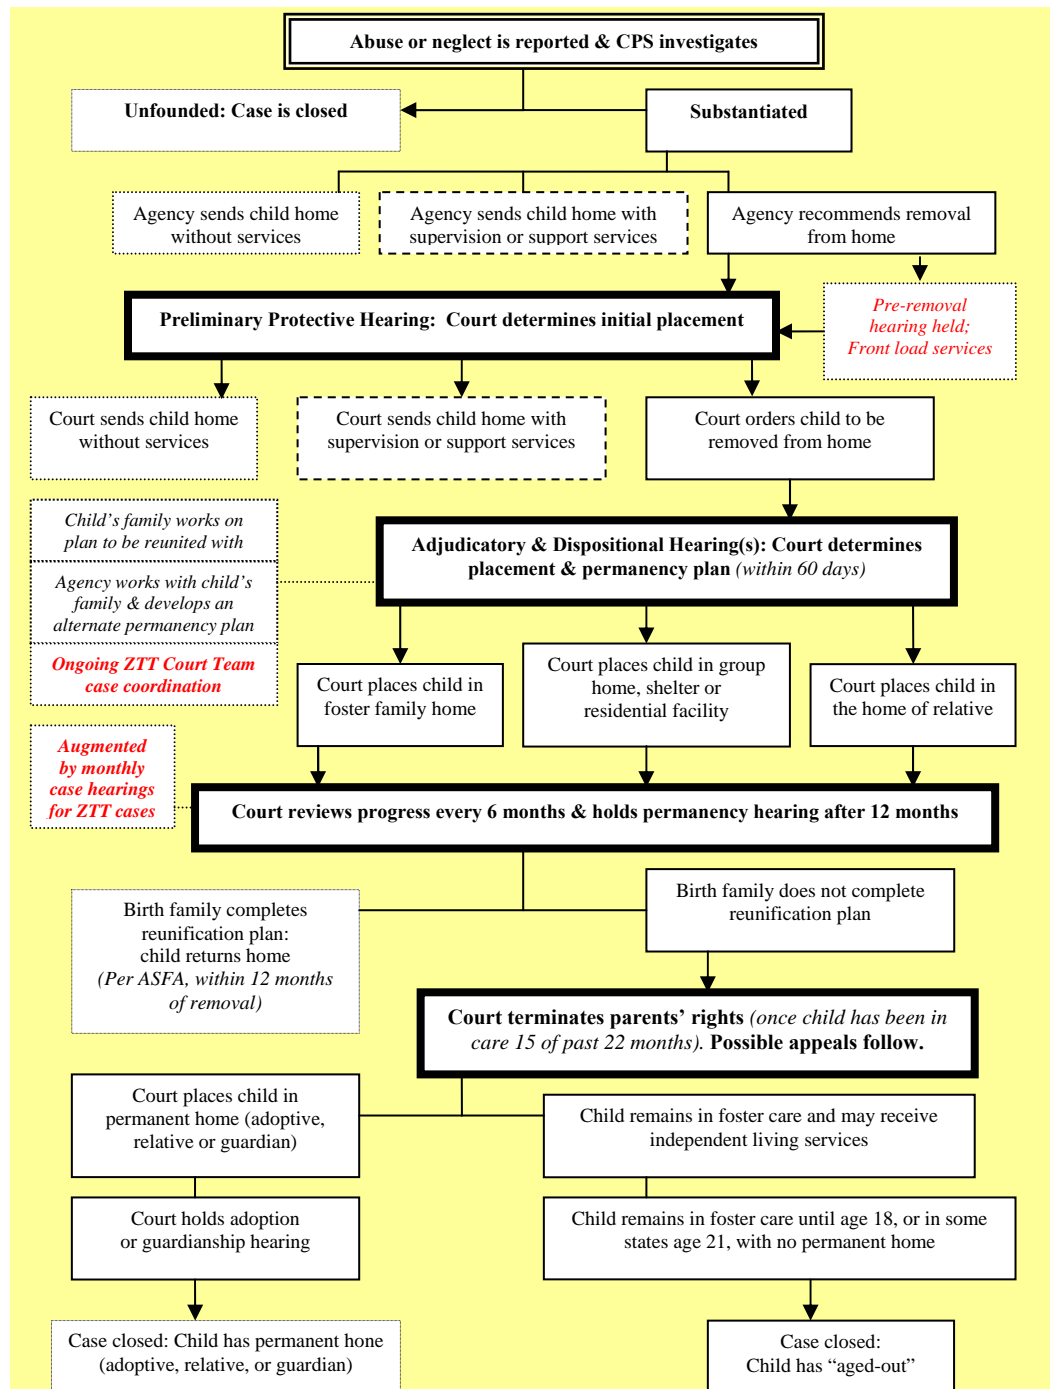 Abuse or neglect is reported & CPS investigates
Unfounded: Case is closed
Substantiated
Agency sends child home
without services
Agency sends child home with
supervision or support services
Agency recommends removal
from home
Preliminary Protective Hearing:  Court determines initial placement
Pre-removal
hearing held;
Front load services
Court sends child home
without services
Court sends child home with
supervision or support services
Court orders child to be
removed from home
Child’s family works on
plan to be reunited with
Agency works with child’s
family & develops an
alternate permanency plan
Ongoing ZTT Court Team
case coordination
Adjudicatory & Dispositional Hearing(s): Court determines
placement & permanency plan (within 60 days)
Court places child in
foster family home
Court places child in group
home, shelter or
residential facility
Court places child in
the home of relative
Augmented
by monthly
case hearings
for ZTT cases
Court reviews progress every 6 months & holds permanency hearing after 12 months
Birth family completes
reunification plan:
child returns home
(Per ASFA, within 12 months
of removal)
Birth family does not complete
reunification plan
Court terminates parents’ rights (once child has been in
care 15 of past 22 months). Possible appeals follow.
Court places child in
permanent home (adoptive,
relative or guardian)
Child remains in foster care and may receive
independent living services
Court holds adoption
or guardianship hearing
Child remains in foster care until age 18, or in some
states age 21, with no permanent home
Case closed: Child has permanent hone
(adoptive, relative, or guardian)
Case closed:
Child has “aged-out”